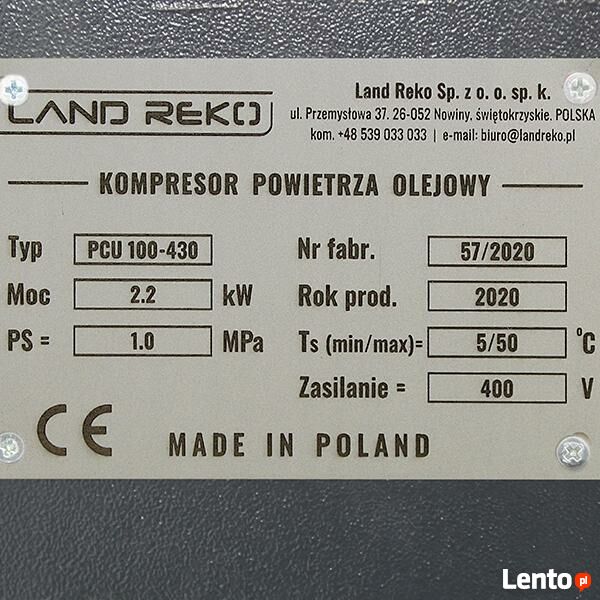 LAND REKO
Land Reko Sp. z o. o. sp. k.
ul. Przemysłowa 37. 26-052 Nowiny, świętokrzyskie. POLSKA
kom. +48 539 033 033 | e-mail: biuro@landreko.pl
KOMPRESOR POWIETRZA OLEJOWY
Typ PCU 100-430 Nr fabr. 57/2020
Moc 2.2 kW Rok prod. 2020
PS = 1.0 MPa Ts (min/max)= 5/50 °C
Zasilanie = 400 V
CE MADE IN POLAND
Lento.pl